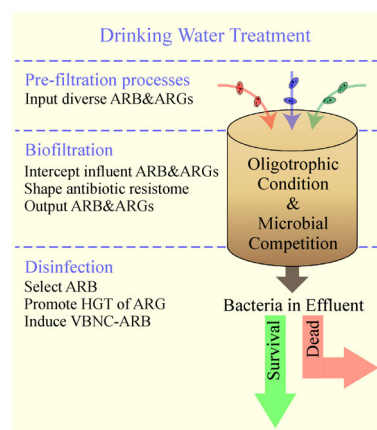 Drinking Water Treatment
Pre-filtration processes
Input diverse ARB&ARGs
Biofiltration
Intercept influent ARB&ARGs
Shape antibiotic resistome
Output ARB&ARGs
Oligotrophic
Condition
&
Microbial
Competition
Disinfection
Select ARB
Promote HGT of ARG
Induce VBNC-ARB
Bacteria in Effluent
Survival
Dead